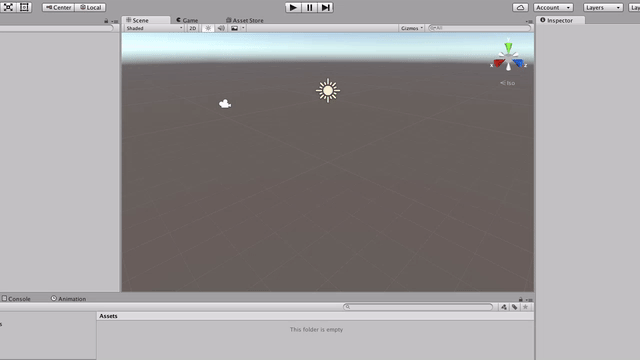 Center Local Account Layers Lay
Scene Game Asset Store Inspector
Shaded 2D Gizmos All
y
x z
Iso
Console Animation
Assets
s
This folder is empty